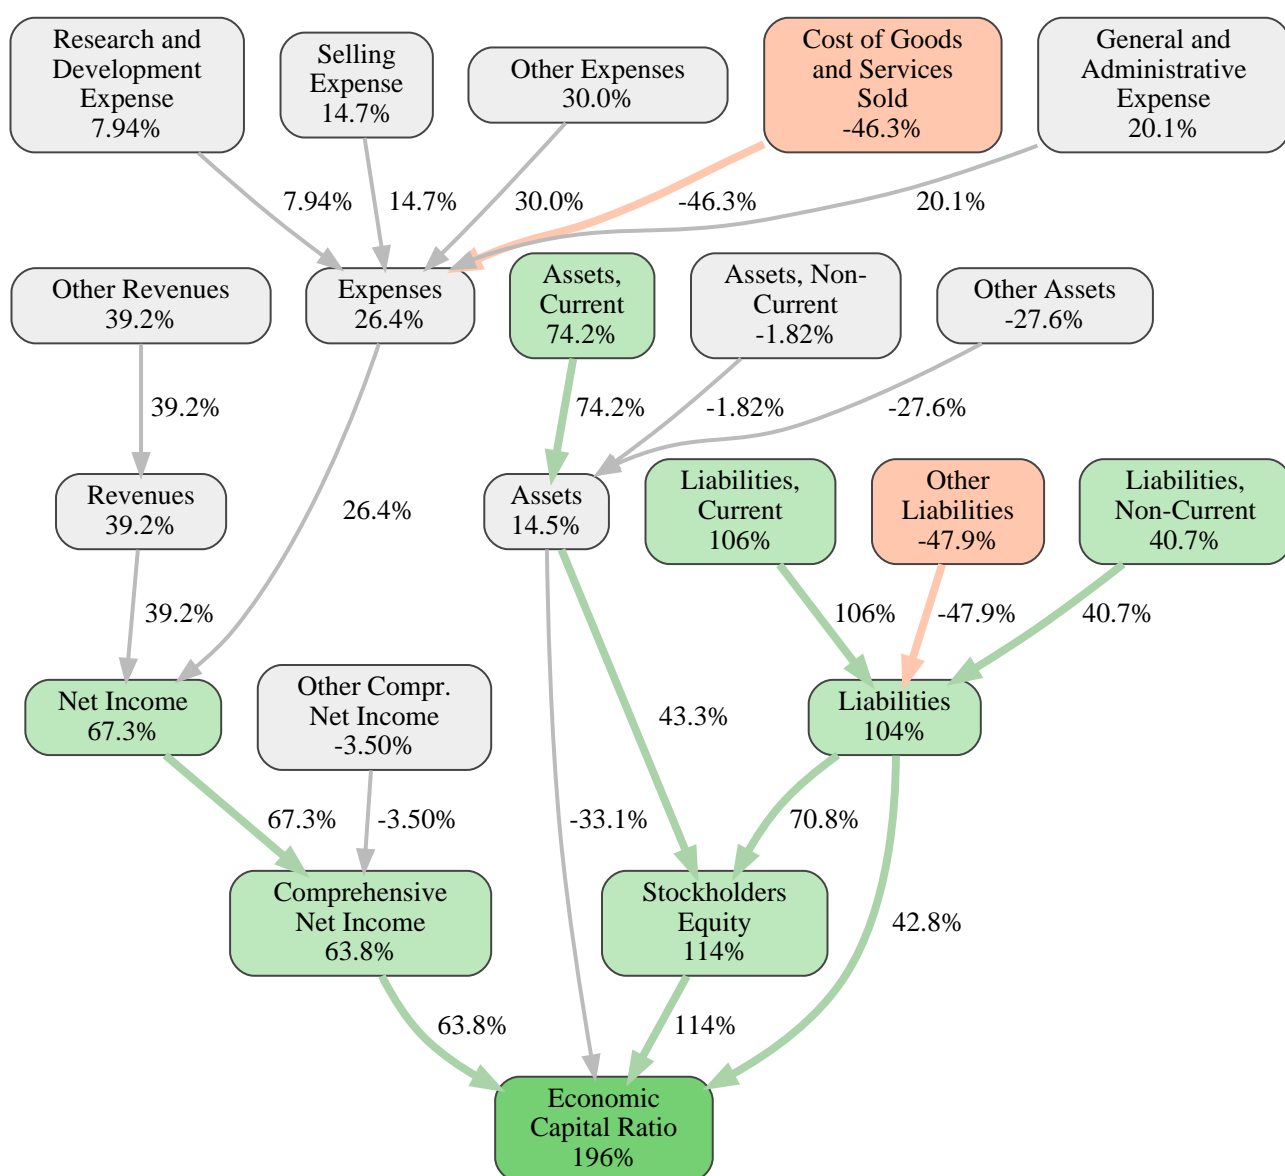 Research and
Development
Expense
7.94%
Selling
Expense
14.7%
Other Expenses
30.0%
Cost of Goods
and Services
Sold
-46.3%
General and
Administrative
Expense
20.1%
7.94%
14.7%
30.0%
-46.3%
20.1%
Other Revenues
39.2%
Expenses
26.4%
Assets,
Current
74.2%
Assets, Non-
Current
-1.82%
Other Assets
-27.6%
39.2%
74.2%
-1.82%
-27.6%
Revenues
39.2%
26.4%
Assets
14.5%
Liabilities,
Current
106%
Other
Liabilities
-47.9%
Liabilities,
Non-Current
40.7%
39.2%
106%
-47.9%
40.7%
Net Income
67.3%
Other Compr.
Net Income
-3.50%
43.3%
Liabilities
104%
67.3%
-3.50%
-33.1%
70.8%
Comprehensive
Net Income
63.8%
Stockholders
Equity
114%
42.8%
63.8%
114%
Economic
Capital Ratio
196%